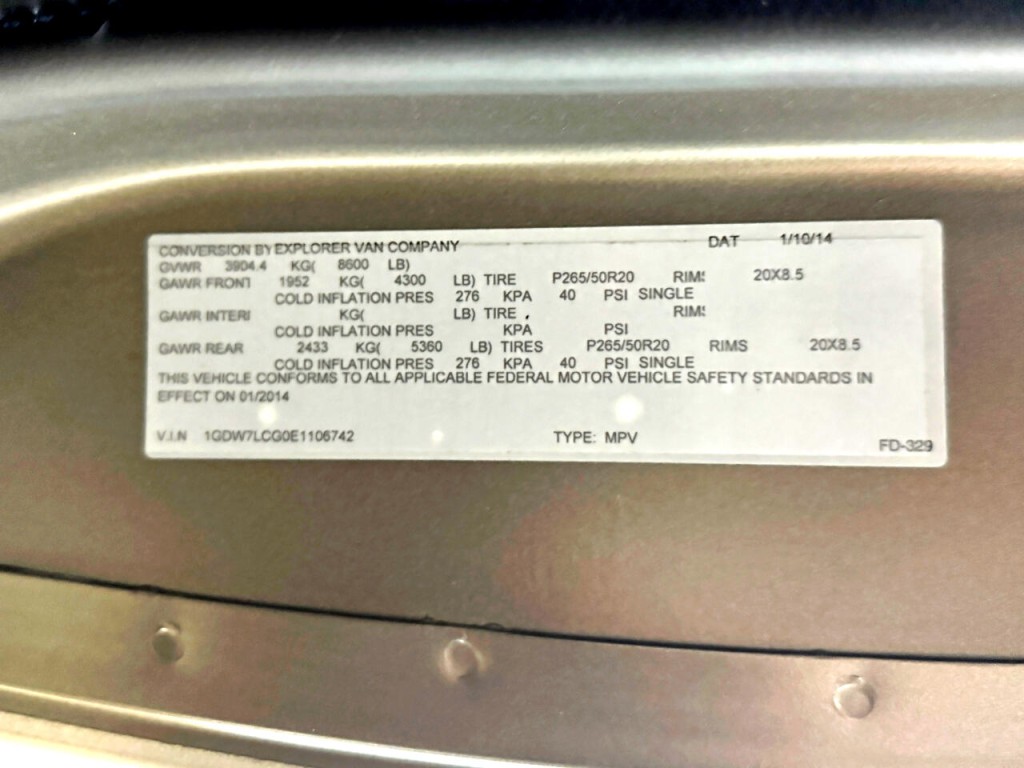 CONVERSION BY EXPLORER VAN COMPANY DAT 1/10/14
GVWR 3904.4 KG( 8600 LB)
GAWR FRONT 1952 KG( 4300 LB) TIRE P265/50R20 RIMS 20X8.5
COLD INFLATION PRES 276 KPA 40 PSI SINGLE
GAWR INTERI KG( LB) TIRE . RIMS
COLD INFLATION PRES KPA PSI
GAWR REAR 2433 KG( 5360 LB) TIRES P265/50R20 RIMS 20X8.5
COLD INFLATION PRES 276 KPA 40 PSI SINGLE
THIS VEHICLE CONFORMS TO ALL APPLICABLE FEDERAL MOTOR VEHICLE SAFETY STANDARDS IN
EFFECT ON 01/2014
V.I.N 1GDW7LCG0E1106742 TYPE: MPV
FD-329